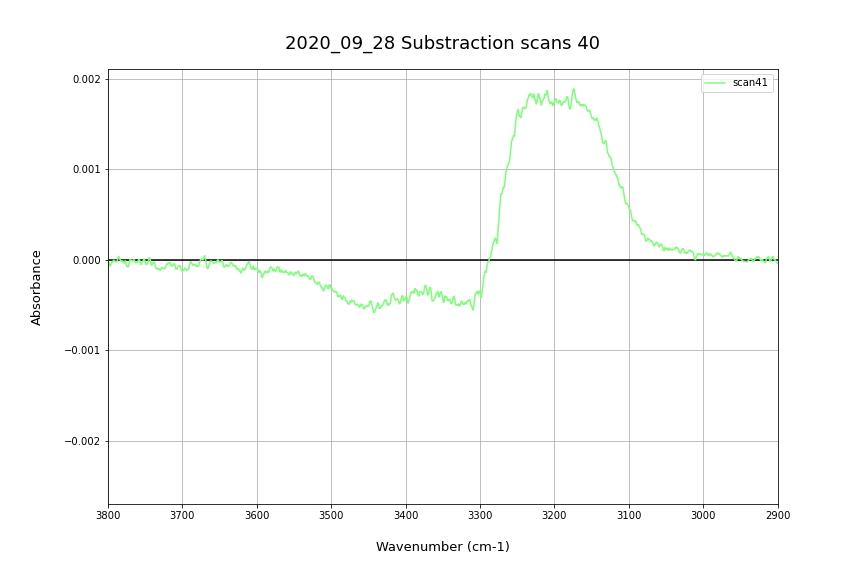 2020_09_28 Substraction scans 40
scan41
0.002
0.001
0.000
−0.001
−0.002
Absorbance
3800 3700 3600 3500 3400 3300 3200 3100 3000 2900
Wavenumber (cm-1)